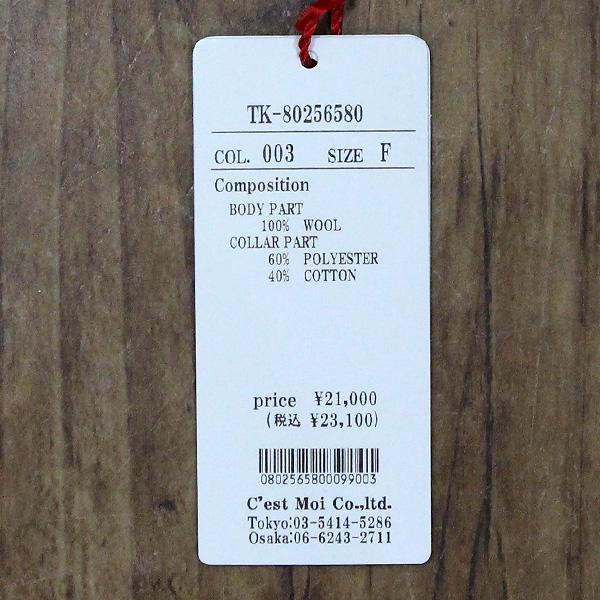 TK-80256580
COL. 003 SIZE F
Composition
BODY PART
100% WOOL
COLLAR PART
60% POLYESTER
40% COTTON
price ¥21,000
(税込 ¥23,100)
0802565800099003
C'est Moi Co.,ltd.
Tokyo:03-5414-5286
Osaka:06-6243-2711